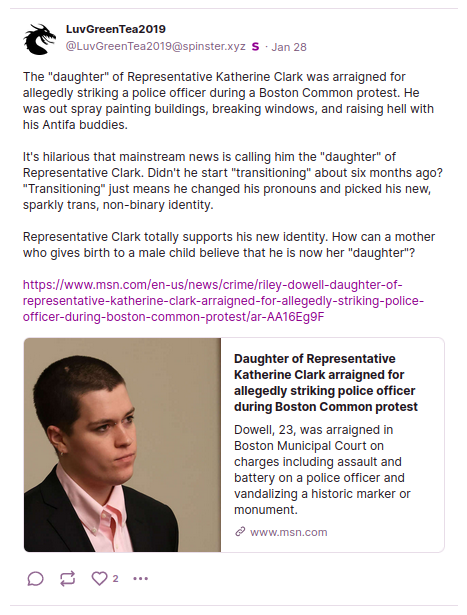 LuvGreenTea2019
@LuvGreenTea2019@spinster.xyz S · Jan 28
The "daughter" of Representative Katherine Clark was arraigned for
allegedly striking a police officer during a Boston Common protest. He
was out spray painting buildings, breaking windows, and raising hell with
his Antifa buddies.
It's hilarious that mainstream news is calling him the "daughter" of
Representative Clark. Didn't he start "transitioning" about six months ago?
"Transitioning" just means he changed his pronouns and picked his new,
sparkly trans, non-binary identity.
Representative Clark totally supports his new identity. How can a mother
who gives birth to a male child believe that he is now her "daughter"?
https://www.msn.com/en-us/news/crime/riley-dowell-daughter-of-
representative-katherine-clark-arraigned-for-allegedly-striking-police-
officer-during-boston-common-protest/ar-AA16Eg9F
Daughter of Representative
Katherine Clark arraigned for
allegedly striking police officer
during Boston Common protest
Dowell, 23, was arraigned in
Boston Municipal Court on
charges including assault and
battery on a police officer and
vandalizing a historic marker or
monument.
www.msn.com
2